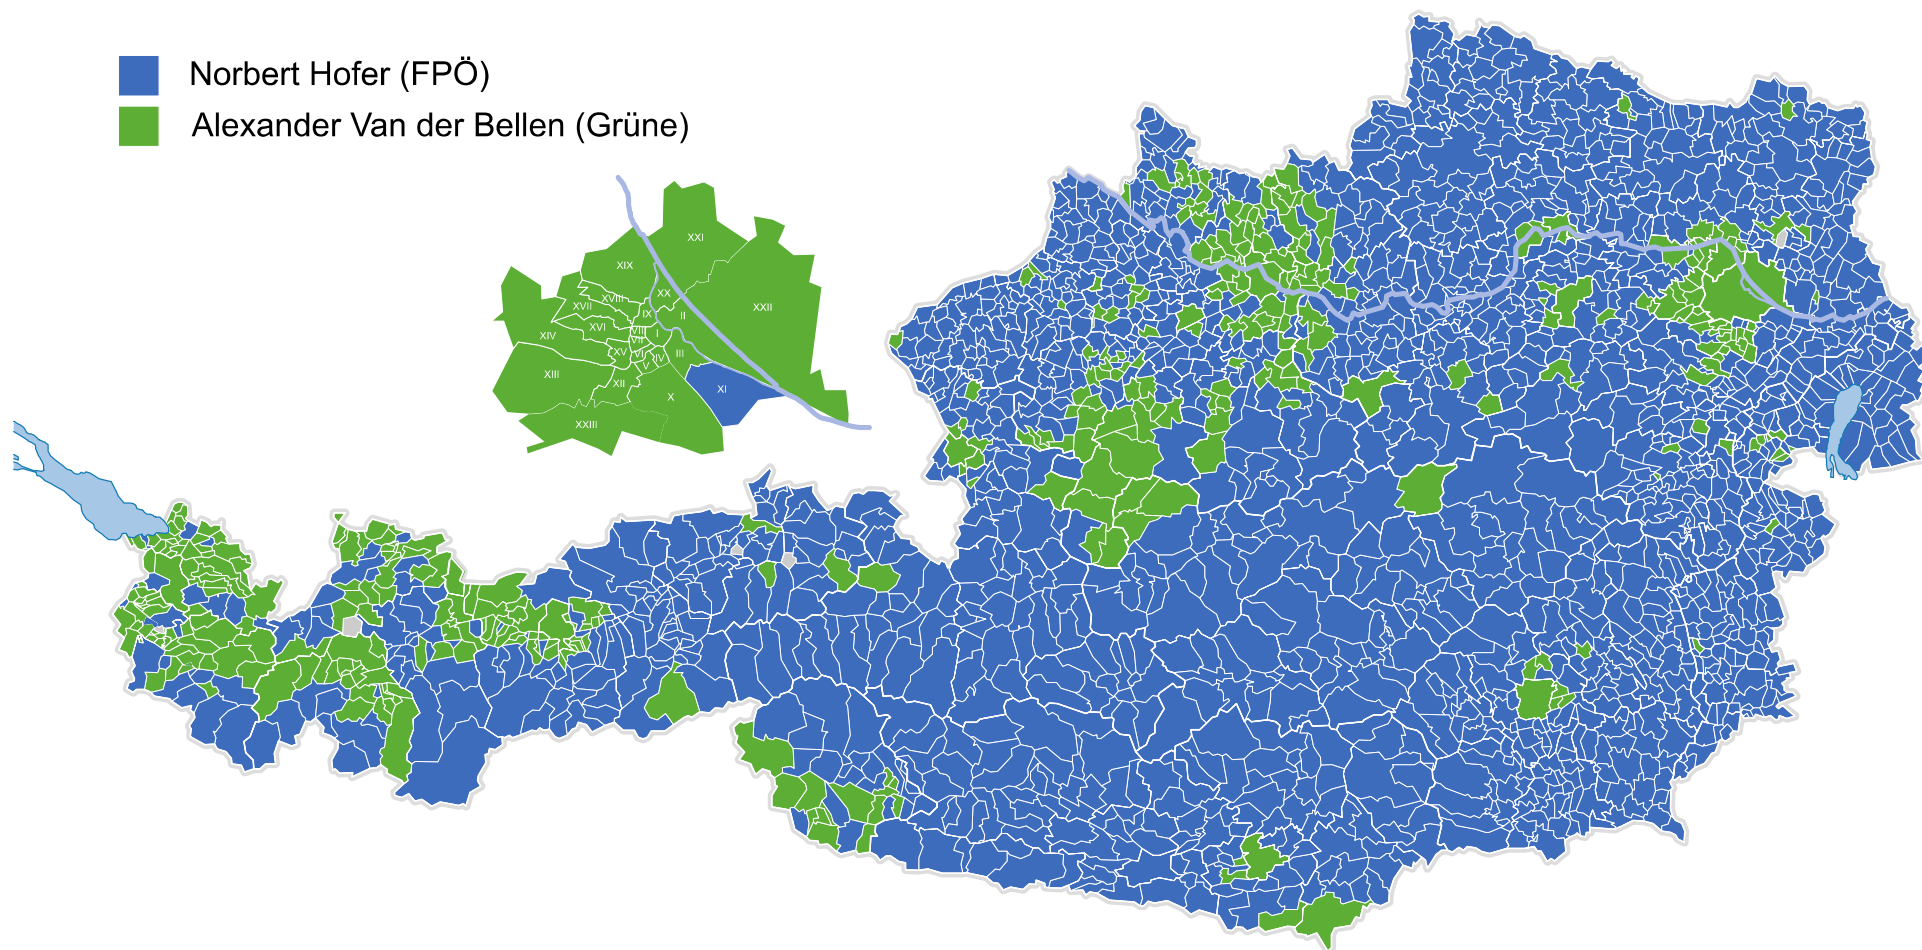 Norbert Hofer (FPÖ)
Alexander Van der Bellen (Grüne)
XXI
XIX
XX
XVIII
XVII
IX
II
XXII
XVI
VIII
I
XIV
VII
XV
VI
IV
III
V
XIII
XII
XI
X
XXIII